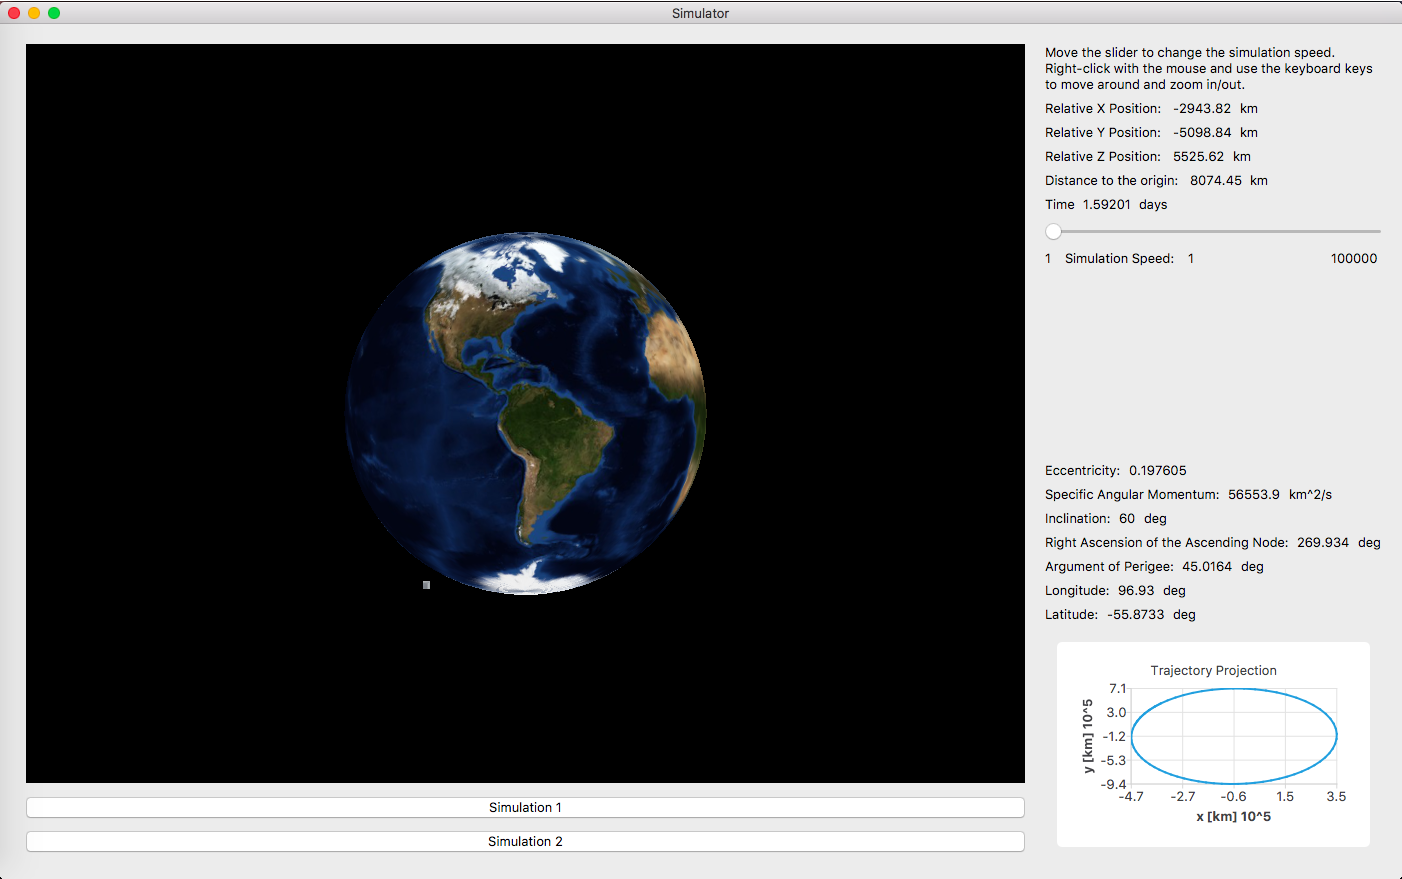 Simulator
Move the slider to change the simulation speed.
Right-click with the mouse and use the keyboard keys
to move around and zoom in/out.
Relative X Position: -2943.82 km
Relative Y Position: -5098.84 km
Relative Z Position: 5525.62 km
Distance to the origin: 8074.45 km
Time 1.59201 days
1 Simulation Speed: 1 100000
Eccentricity: 0.197605
Specific Angular Momentum: 56553.9 km^2/s
Inclination: 60 deg
Right Ascension of the Ascending Node: 269.934 deg
Argument of Perigee: 45.0164 deg
Longitude: 96.93 deg
Latitude: -55.8733 deg
Trajectory Projection
y [km] 10^5
7.1
3.0
-1.2
-5.3
-9.4
-4.7 -2.7 -0.6 1.5 3.5
x [km] 10^5
Simulation 1
Simulation 2